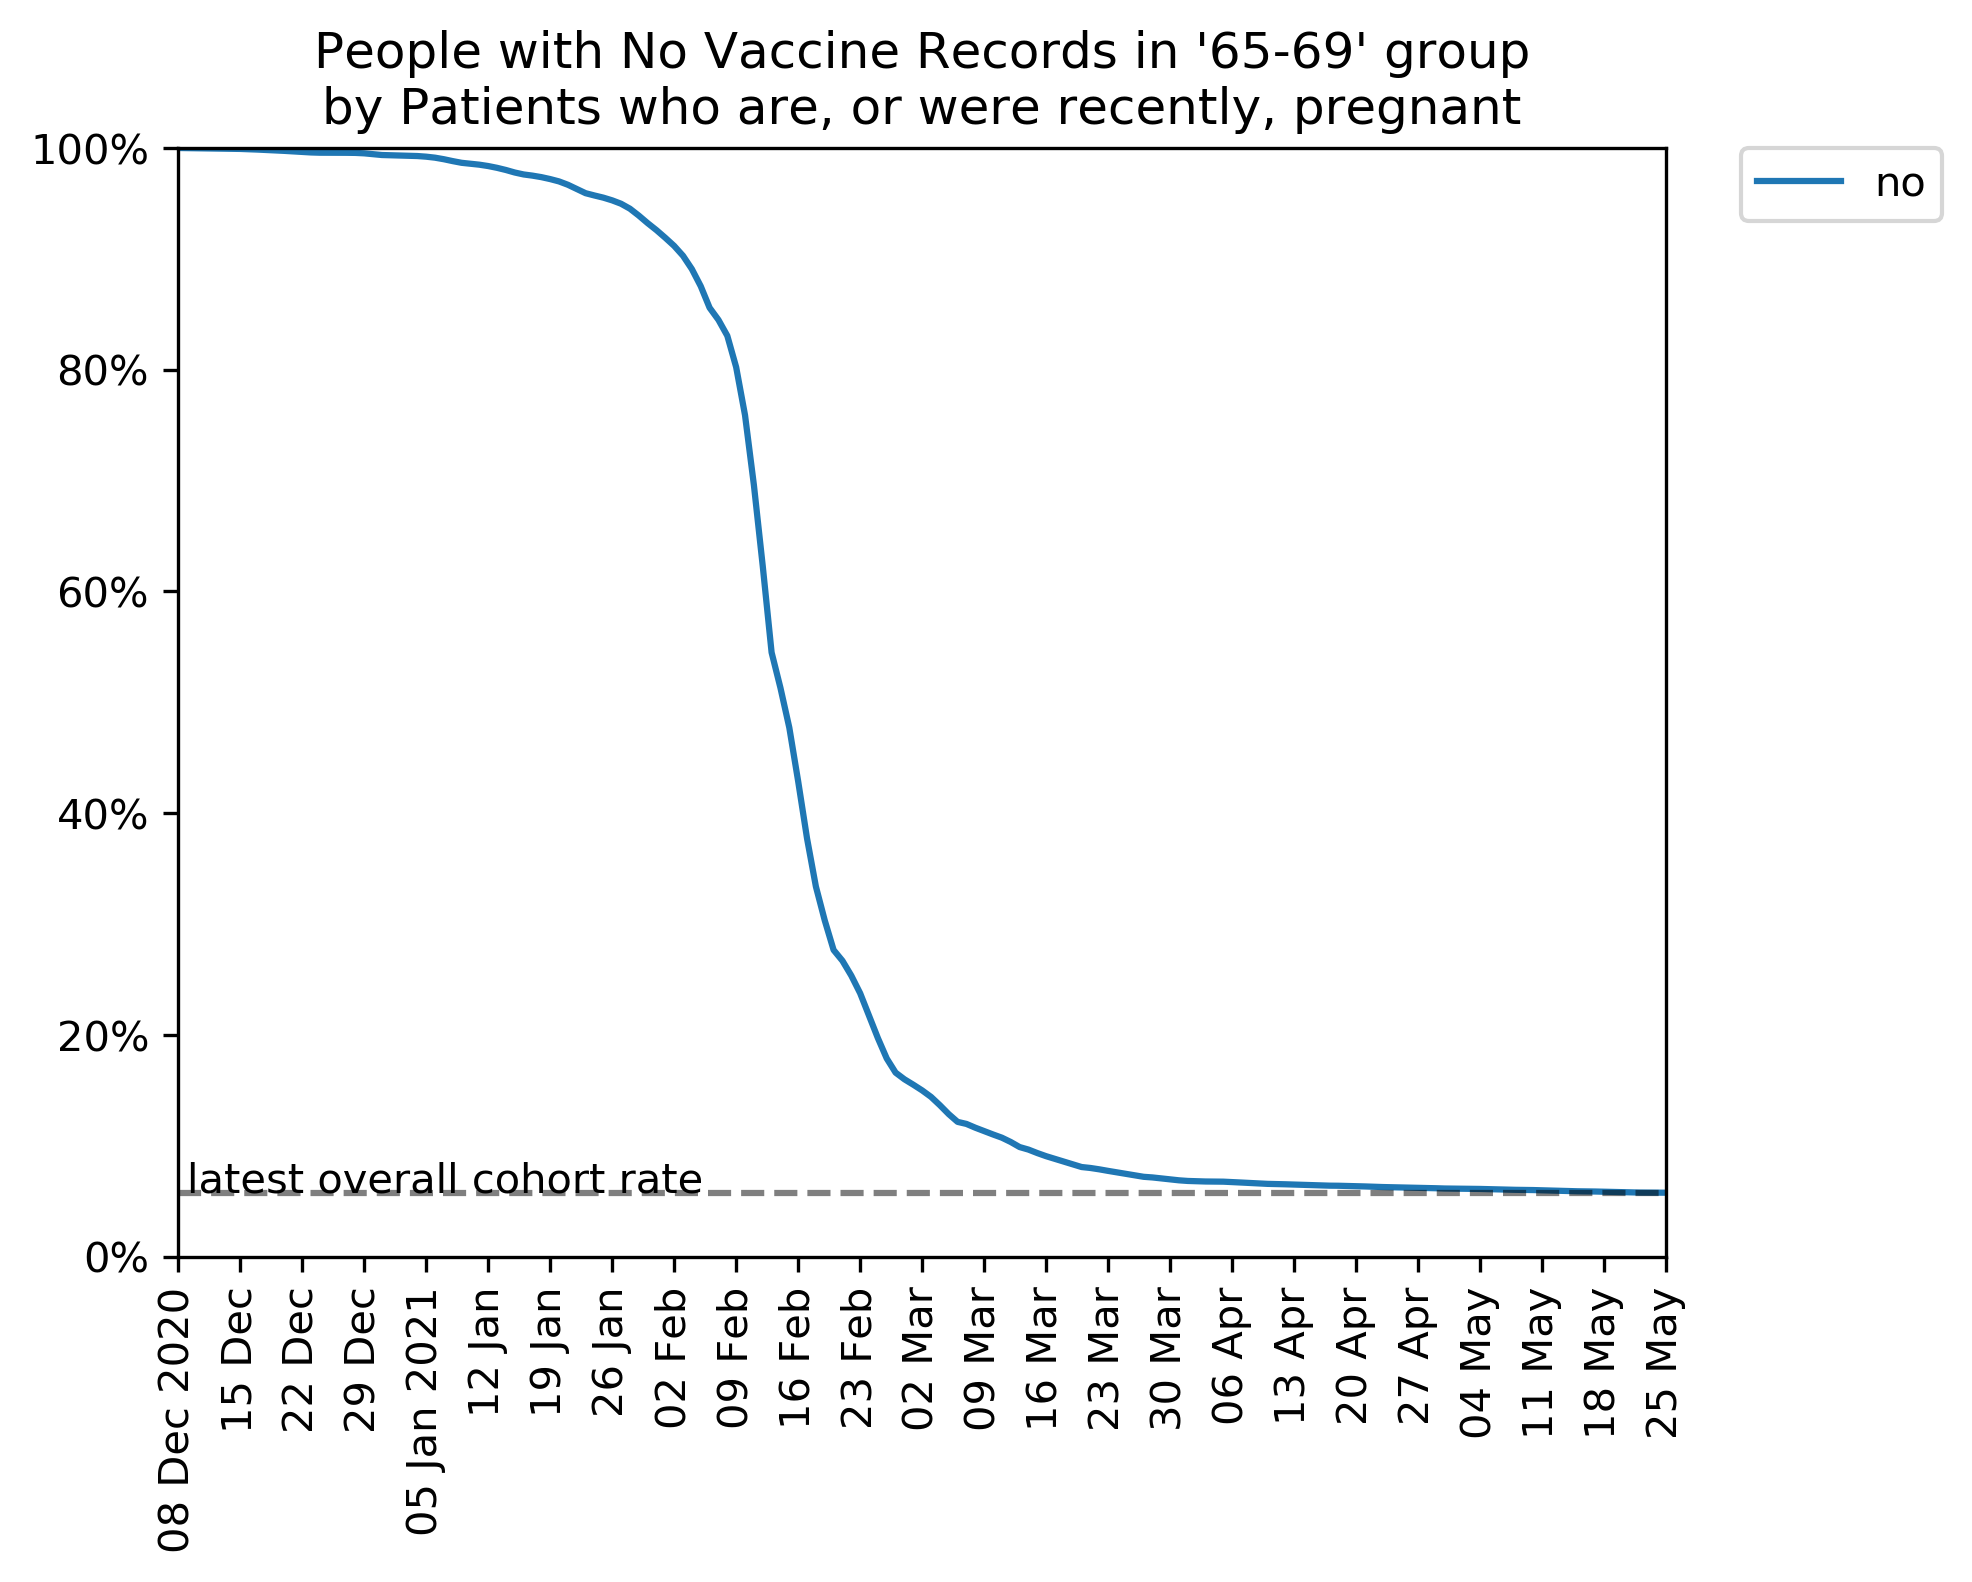 People with No Vaccine Records in '65-69' group
by Patients who are, or were recently, pregnant
100%
80%
60%
40%
20%
0%
no
latest overall cohort rate
08 Dec 2020
15 Dec
22 Dec
29 Dec
05 Jan 2021
12 Jan
19 Jan
26 Jan
02 Feb
09 Feb
16 Feb
23 Feb
02 Mar
09 Mar
16 Mar
23 Mar
30 Mar
06 Apr
13 Apr
20 Apr
27 Apr
04 May
11 May
18 May
25 May